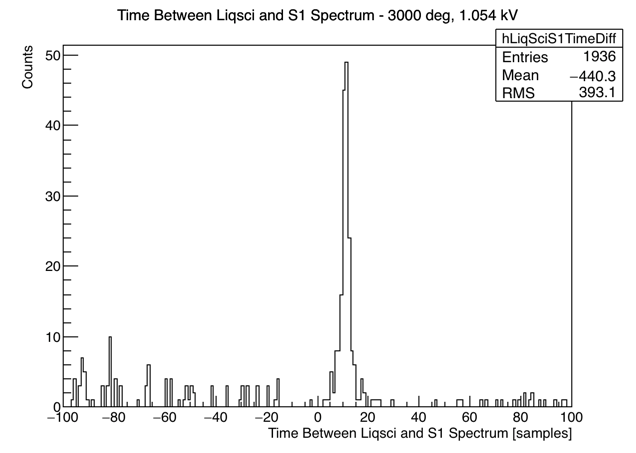 Time Between Liqsci and S1 Spectrum - 3000 deg, 1.054 kV
hLiqSciS1TimeDiff
Entries 1936
Mean −440.3
RMS 393.1
Counts
50
40
30
20
10
0
−100 −80 −60 −40 −20 0 20 40 60 80 100
Time Between Liqsci and S1 Spectrum [samples]